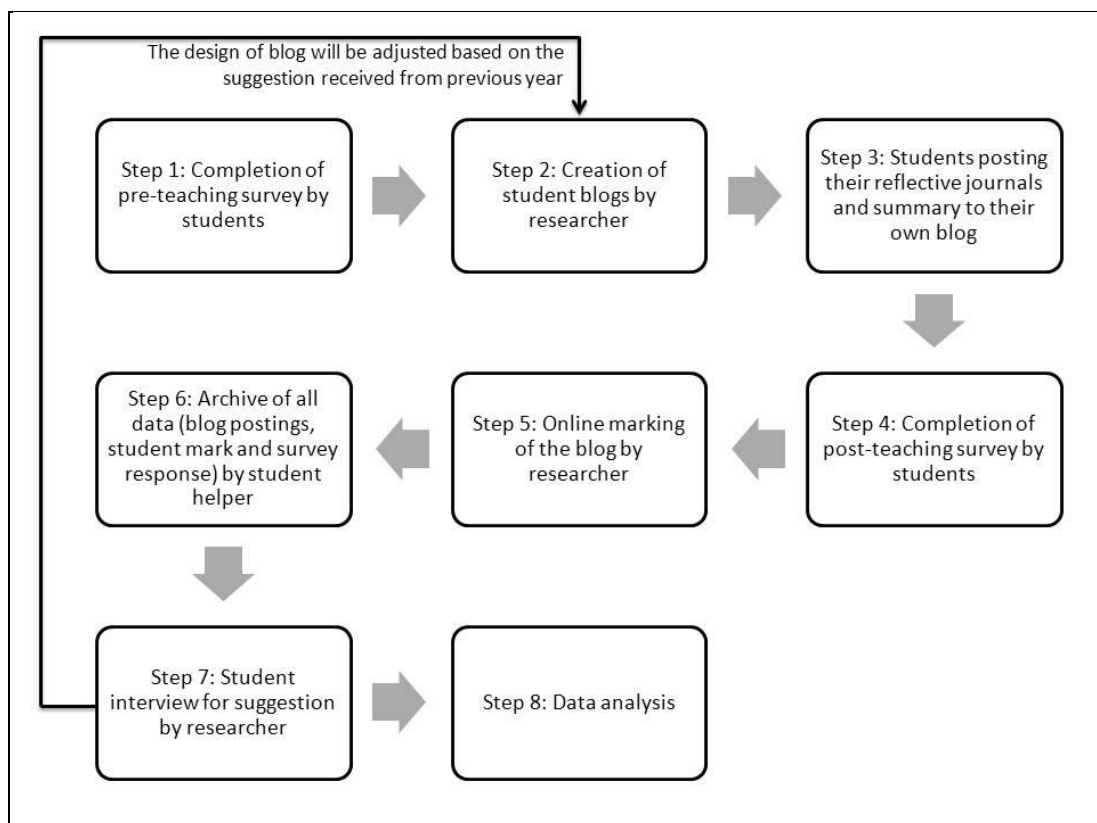 The design of blog will be adjusted based on the
suggestion received from previous year
Step 1: Completion of
pre-teaching survey by
students
Step 2: Creation of
student blogs by
researcher
Step 3: Students posting
their reflective journals
and summary to their
own blog
Step 4: Completion of
post-teaching survey by
students
Step 5: Online marking
of the blog by
researcher
Step 6: Archive of all
data (blog postings,
student mark and survey
response) by student
helper
Step 7: Student
interview for suggestion
by researcher
Step 8: Data analysis